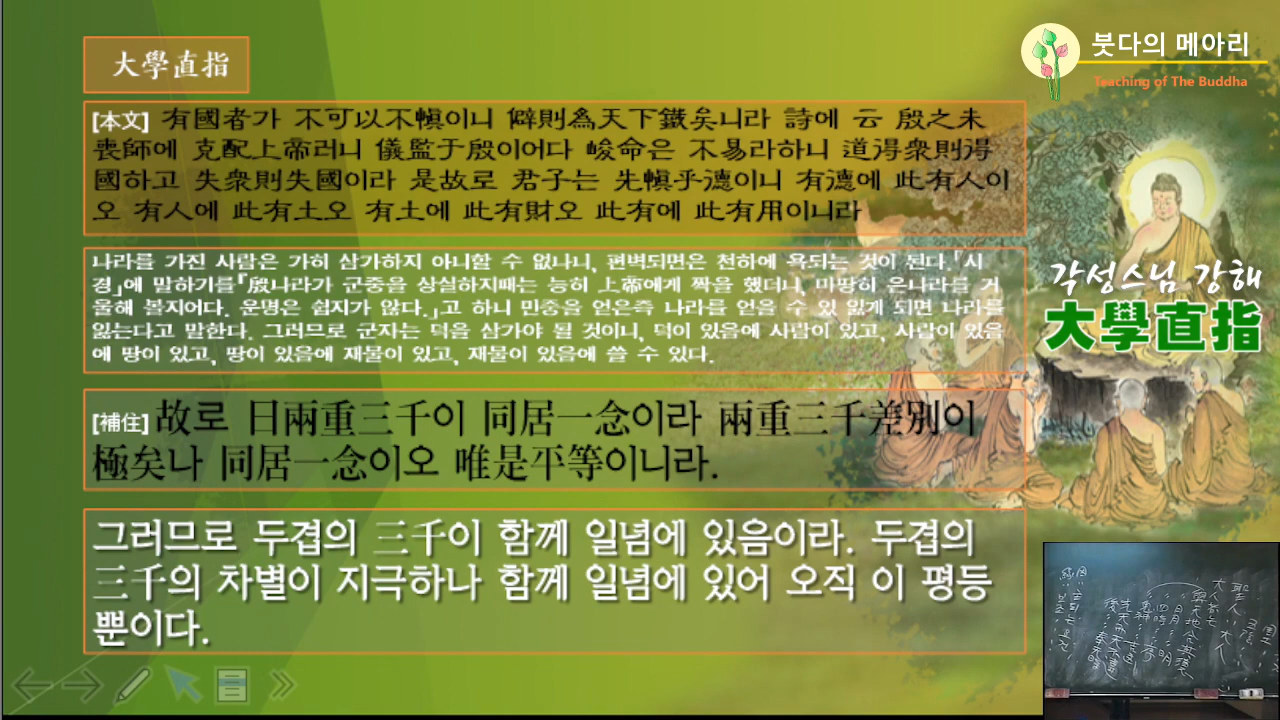 大學直指
붓다의 메아리
Teaching of The Buddha
[本文] 有國者가 不可以不愼이니 僻則為天下戮矣니라 詩에 云 殷之未
喪師에 克配上帝러니 儀監于殷이어다 峻命은 不易라하니 道得衆則得
國하고 失衆則失國이라 是故로 君子는 先愼乎德이니 有德에 此有人이
오 有人에 此有土오 有土에 此有財오 此有에 此有用이니라
나라를 가진 사람은 가히 삼가하지 아니할 수 없나니, 편벽되면은 천하에 욕되는 것이 된다.「시
경」에 말하기를『殷나라가 군중을 상실하지때는 능히 上帝에게 짝을 했더니, 마땅히 은나라를 거
울해 볼지어다. 운명은 쉽지가 않다.」고 하니 만중을 얻은즉 나라를 얻을 수 있 잃게 되면 나라를
잃는다고 말한다. 그러므로 군자는 덕을 삼가야 될 것이니, 덕이 있음에 사람이 있고, 사람이 있음
에 땅이 있고, 땅이 있음에 재물이 있고, 재물이 있음에 쓸 수 있다.
각성스님 강해
大學直指
[補住] 故로 日兩重三千이 同居一念이라 兩重三千差別이
極矣나 同居一念이오 唯是平等이니라.
그러므로 두겹의 三千이 함께 일념에 있음이라. 두겹의
三千의 차별이 지극하나 함께 일념에 있어 오직 이 평등
뿐이다.